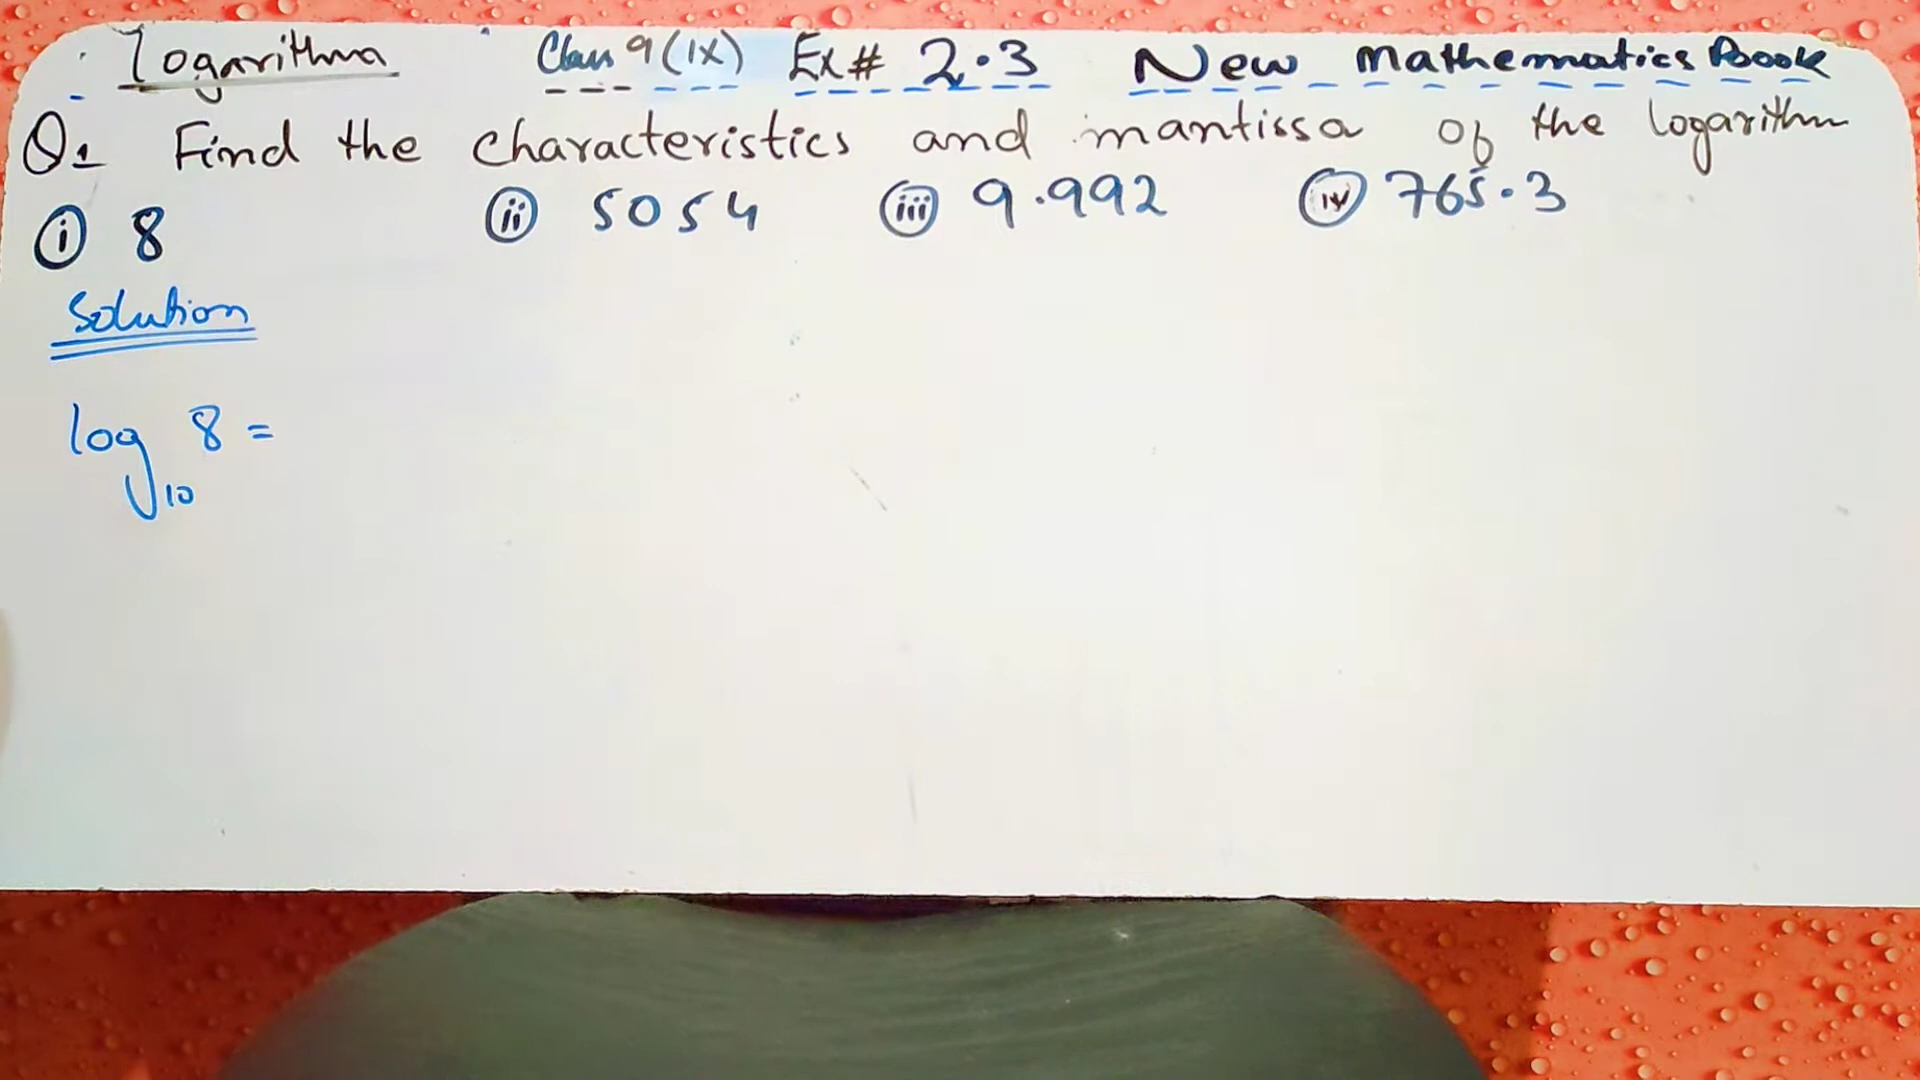 Logarithm Class 9 (IX) Ex# 2.3 New Mathematics Book
Q1 Find the characteristics and mantissa of the logarithm
(i) 8 (ii) 5054 (iii) 9.992 (iv) 765.3
Solution
log₁₀ 8 =